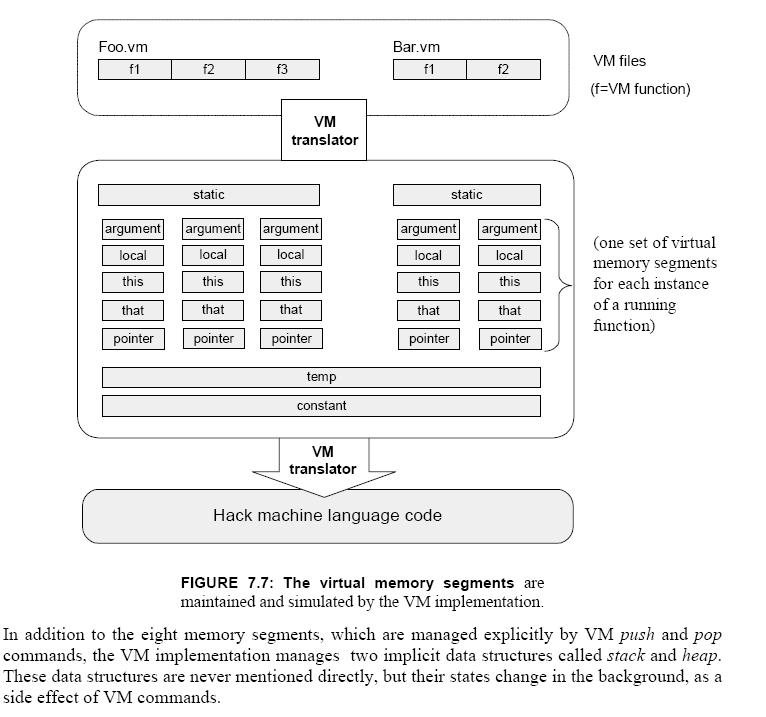 Foo.vm
Bar.vm
VM files
f1 f2 f3
f1 f2
(f=VM function)
VM
translator
static
static
argument argument argument
argument argument
local local local
local local
this this this
this this
that that that
that that
pointer pointer pointer
pointer pointer
(one set of virtual
memory segments
for each instance
of a running
function)
temp
constant
VM
translator
Hack machine language code
FIGURE 7.7: The virtual memory segments are
maintained and simulated by the VM implementation.
In addition to the eight memory segments, which are managed explicitly by VM push and pop
commands, the VM implementation manages two implicit data structures called stack and heap.
These data structures are never mentioned directly, but their states change in the background, as a
side effect of VM commands.